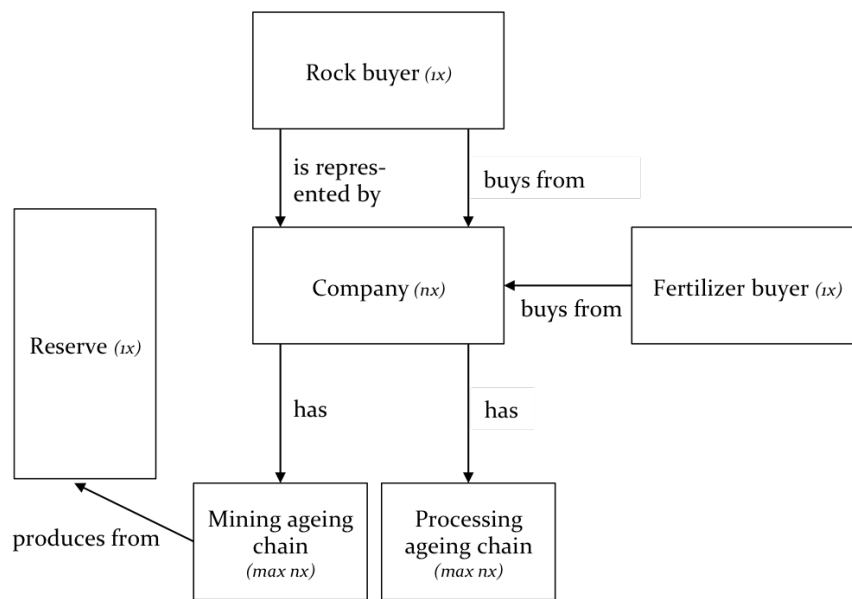 Rock buyer (1x)
is repres-
ented by
buys from
Company (nx)
Fertilizer buyer (1x)
buys from
Reserve (1x)
has
has
produces from
Mining ageing
chain
(max nx)
Processing
ageing chain
(max nx)